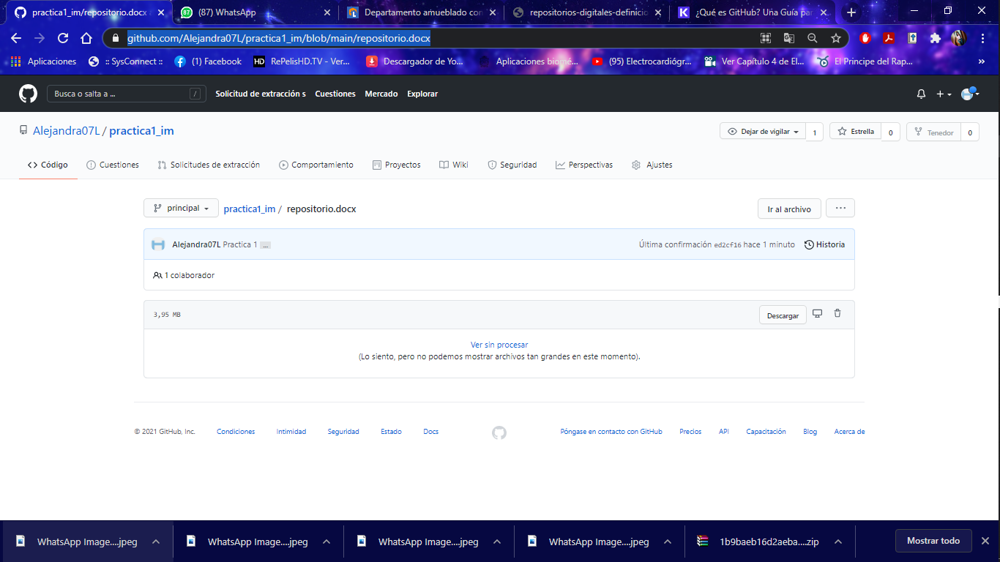 practica1_im/repositorio.docx a
(87) WhatsApp
Departamento amueblado con
repositorios-digitales-definicio
¿Qué es GitHub? Una Guía par
github.com/Alejandra07L/practica1_im/blob/main/repositorio.docx
Aplicaciones
:: SysConnect ::
(1) Facebook
HD RePelisHD.TV - Ver...
Descargador de Yo...
Aplicaciones biomé...
(95) Electrocardiógr...
Ver Capítulo 4 de El...
El Principe del Rap...
»
Busca o salta a ... /
Solicitud de extracción s
Cuestiones
Mercado
Explorar
Alejandra07L / practica1_im
Dejar de vigilar 1
Estrella 0
Tenedor 0
Código
Cuestiones
Solicitudes de extracción
Comportamiento
Proyectos
Wiki
Seguridad
Perspectivas
Ajustes
principal
practica1_im / repositorio.docx
Ir al archivo
...
Alejandra07L Practica 1 ...
Última confirmación ed2cf16 hace 1 minuto
Historia
1 colaborador
3,95 MB
Descargar
Ver sin procesar
(Lo siento, pero no podemos mostrar archivos tan grandes en este momento).
© 2021 GitHub, Inc.
Condiciones
Intimidad
Seguridad
Estado
Docs
Póngase en contacto con GitHub
Precios
API
Capacitación
Blog
Acerca de
WhatsApp Image....jpeg
WhatsApp Image....jpeg
WhatsApp Image....jpeg
WhatsApp Image....jpeg
1b9baeb16d2aeba....zip
Mostrar todo